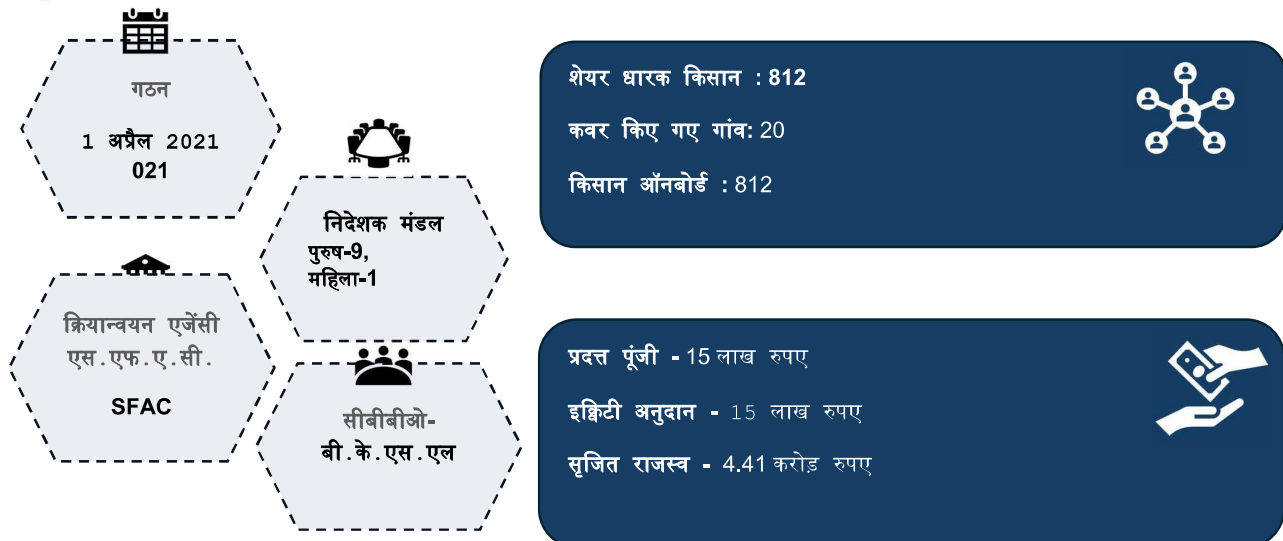 गठन
1 अप्रैल 2021
021
निदेशक मंडल
पुरुष-9,
महिला-1
क्रियान्वयन एजेंसी
एस.एफ.ए.सी.
SFAC
सीबीबीओ-
बी.के.एस.एल
शेयर धारक किसान : 812
कवर किए गए गांव: 20
किसान ऑनबोर्ड : 812
प्रदत्त पूंजी - 15 लाख रुपए
इक्विटी अनुदान - 15 लाख रुपए
सृजित राजस्व - 4.41 करोड़ रुपए